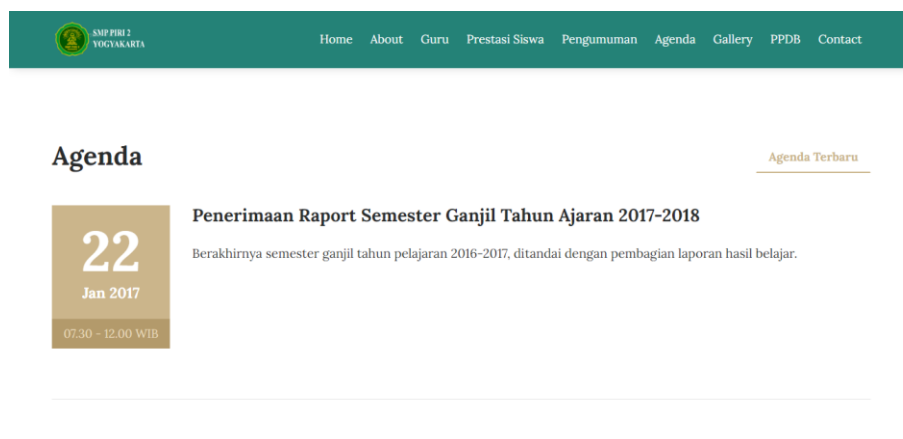 SMP PIRI 2
YOGYAKARTA
Home About Guru Prestasi Siswa Pengumuman Agenda Gallery PPDB Contact
Agenda
Agenda Terbaru
22
Jan 2017
07.30 - 12.00 WIB
Penerimaan Raport Semester Ganjil Tahun Ajaran 2017-2018
Berakhirnya semester ganjil tahun pelajaran 2016-2017, ditandai dengan pembagian laporan hasil belajar.